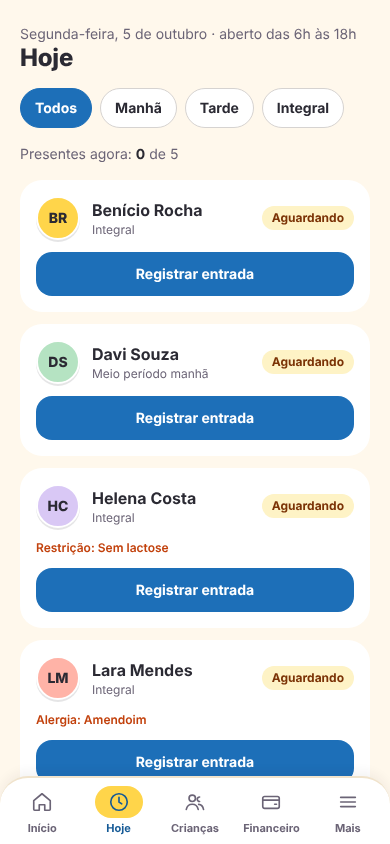 Segunda-feira, 5 de outubro · aberto das 6h às 18h
Hoje
Todos
Manhã
Tarde
Integral
Presentes agora: 0 de 5
BR
Benício Rocha
Integral
Aguardando
Registrar entrada
DS
Davi Souza
Meio período manhã
Aguardando
Registrar entrada
HC
Helena Costa
Integral
Aguardando
Restrição: Sem lactose
Registrar entrada
LM
Lara Mendes
Integral
Aguardando
Alergia: Amendoim
Registrar entrada
Início
Hoje
Crianças
Financeiro
Mais